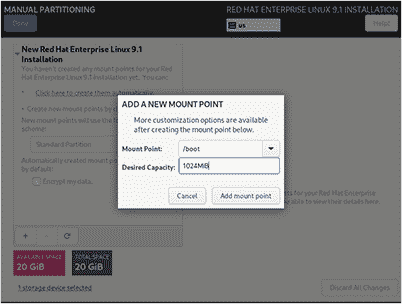 MANUAL PARTITIONING
RED HAT ENTERPRISE LINUX 9.1 INSTALLATION
Done
us
Help!
New Red Hat Enterprise Linux 9.1
Installation
You haven't created any mount points for your Red
Hat Enterprise Linux 9.1 installation yet. You can:
Click here to create them automatically.
Create new mount points by
New mount points will use the
scheme:
Standard Partition
Automatically created mount
by default:
Encrypt my data.
ADD A NEW MOUNT POINT
More customization options are available
after creating the mount point below.
Mount Point: /boot
Desired Capacity: 1024MiB
Cancel Add mount point
for your Red Hat Enterprise
able to view their details here.
+ -
AVAILABLE SPACE
20 GiB
TOTAL SPACE
20 GiB
1 storage device selected
Discard All Changes